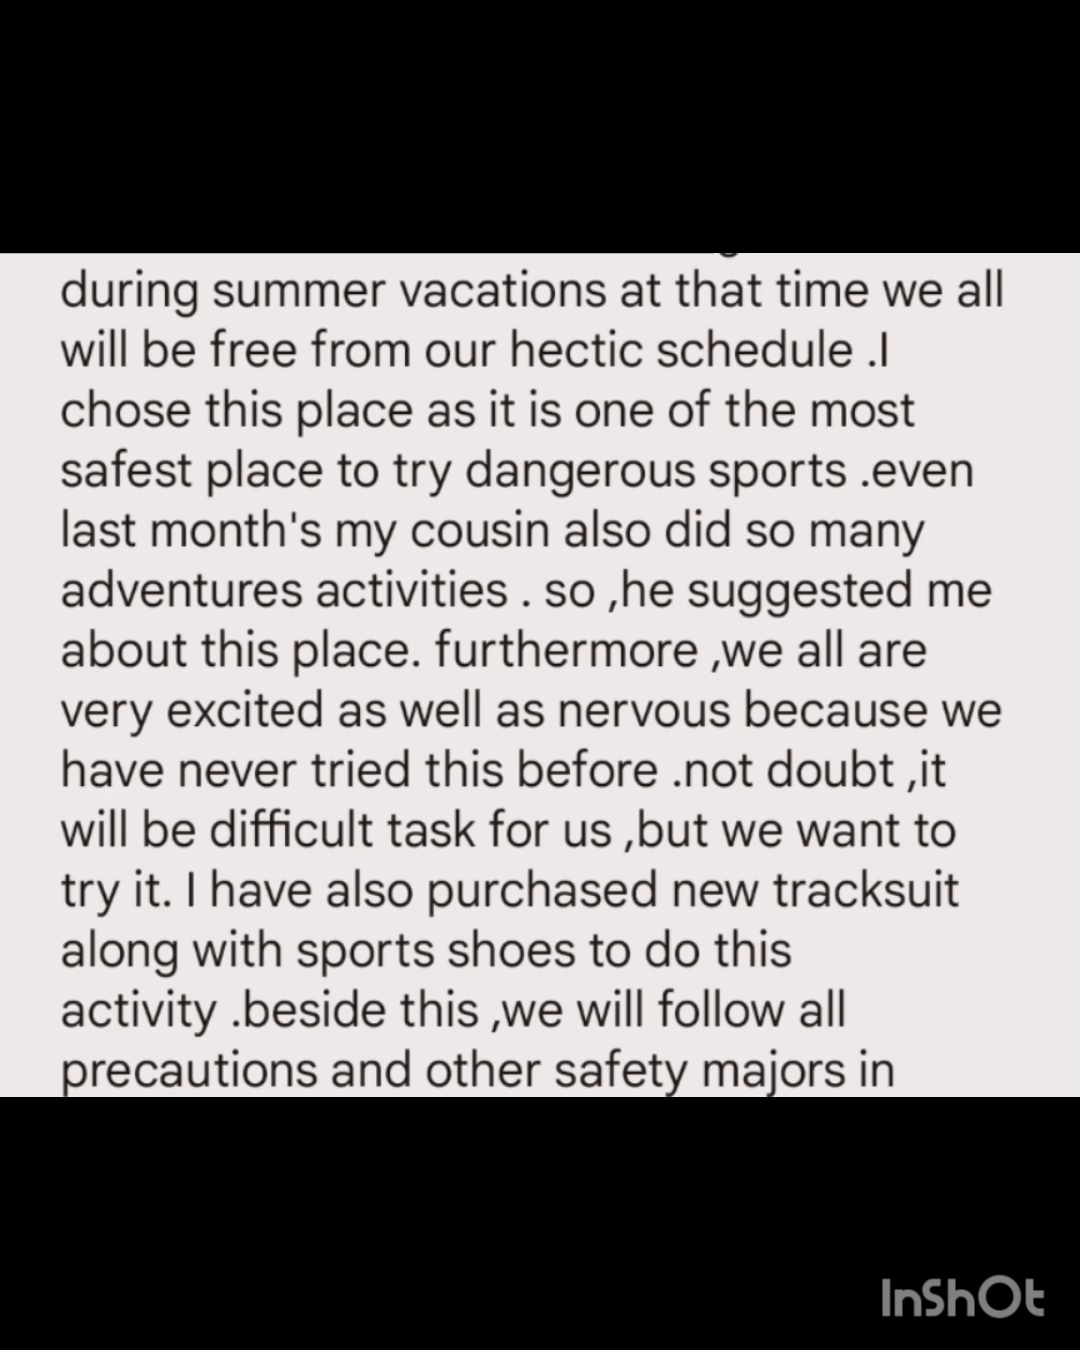 during summer vacations at that time we all
will be free from our hectic schedule .I
chose this place as it is one of the most
safest place to try dangerous sports .even
last month's my cousin also did so many
adventures activities . so ,he suggested me
about this place. furthermore ,we all are
very excited as well as nervous because we
have never tried this before .not doubt ,it
will be difficult task for us ,but we want to
try it. I have also purchased new tracksuit
along with sports shoes to do this
activity .beside this ,we will follow all
precautions and other safety majors in
InShOt